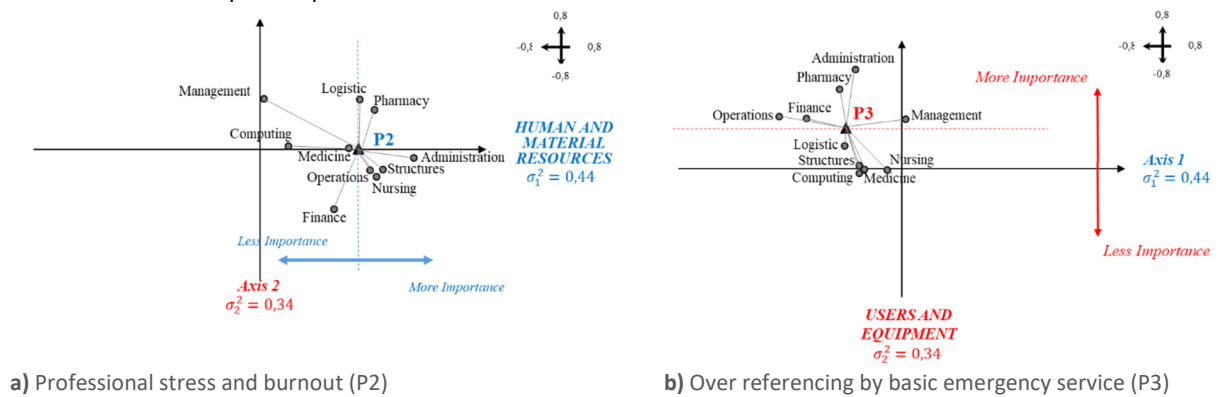 0,8
-0,8 0,8
-0,8
Management
Logistic
Pharmacy
P2
Computing
Medicine
Administration
Operations
Structures
Nursing
Finance
HUMAN AND
MATERIAL
RESOURCES
σ₁² = 0,44
Less Importance
More Importance
Axis 2
σ₂² = 0,34
a) Professional stress and burnout (P2)
0,8
-0,8 0,8
-0,8
Administration
Pharmacy
More Importance
Operations
Finance
P3
Management
Logistic
Structures
Nursing
Computing
Medicine
Axis 1
σ₁² = 0,44
Less Importance
USERS AND
EQUIPMENT
σ₂² = 0,34
b) Over referencing by basic emergency service (P3)